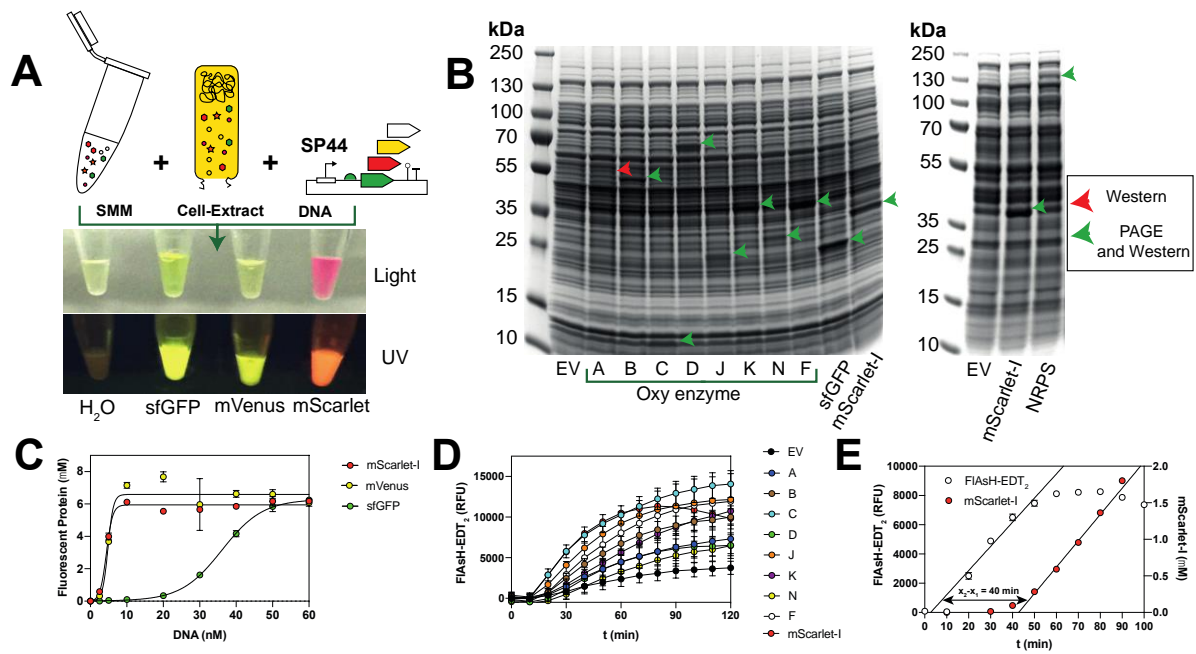 A
SP44
SMM
Cell-Extract
DNA
Light
UV
H2O
sfGFP
mVenus
mScarlet
B
kDa
250
130
100
70
55
35
25
15
10
EV
A
B
C
D
J
K
N
F
sfGFP
mScarlet-I
Oxy enzyme
kDa
250
130
100
70
55
35
25
15
10
EV
mScarlet-I
NRPS
Western
PAGE
and Western
C
Fluorescent Protein (mM)
8
6
4
2
0
0 10 20 30 40 50 60
DNA (nM)
mScarlet-I
mVenus
sfGFP
D
FlAsH-EDT2 (RFU)
15000
10000
5000
0
0 30 60 90 120
t (min)
EV
A
B
C
D
J
K
N
F
mScarlet-I
E
FlAsH-EDT2 (RFU)
10000
8000
6000
4000
2000
0
FlAsH-EDT2
mScarlet-I
x2-x1 = 40 min
0 10 20 30 40 50 60 70 80 90 100
t (min)
2.0
1.5
1.0
0.5
0.0
mScarlet-I (mM)